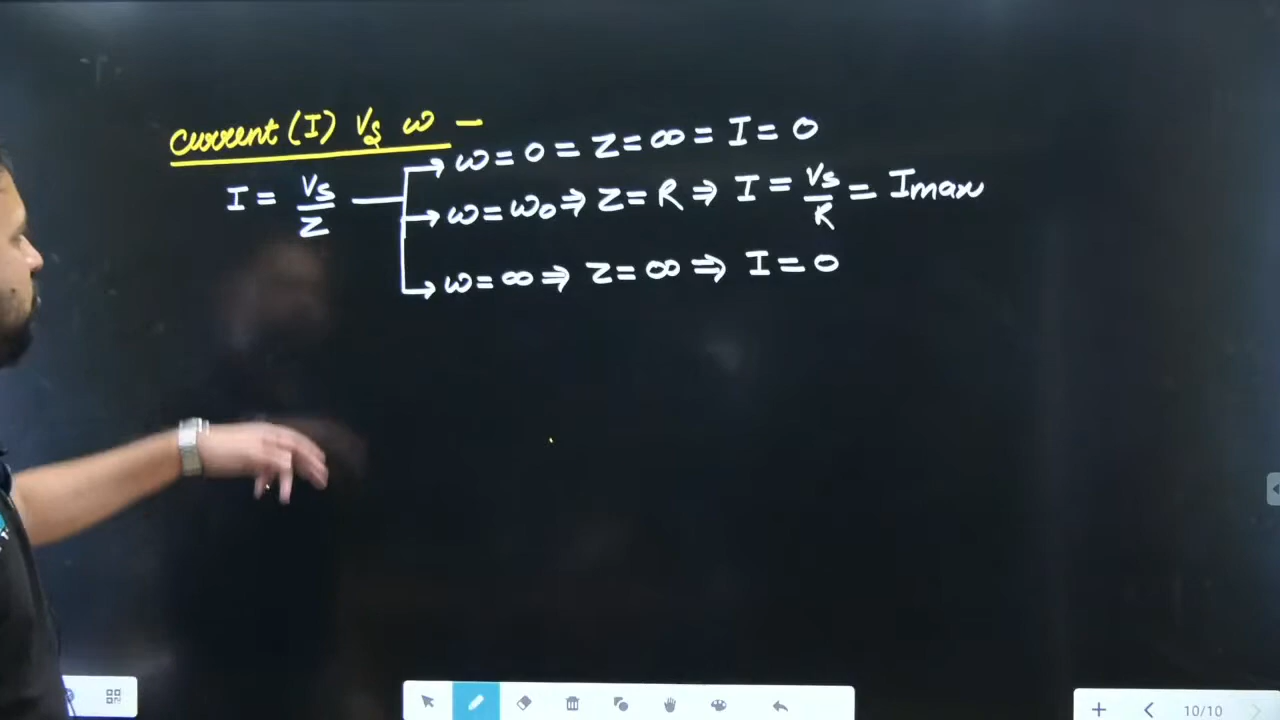 Current (I) Vs ω —
ω = 0 = Z = ∞ = I = 0
I = Vs/Z
ω = ω₀ ⇒ Z = R ⇒ I = Vs/R = Imax
ω = ∞ ⇒ Z = ∞ ⇒ I = 0
10/10